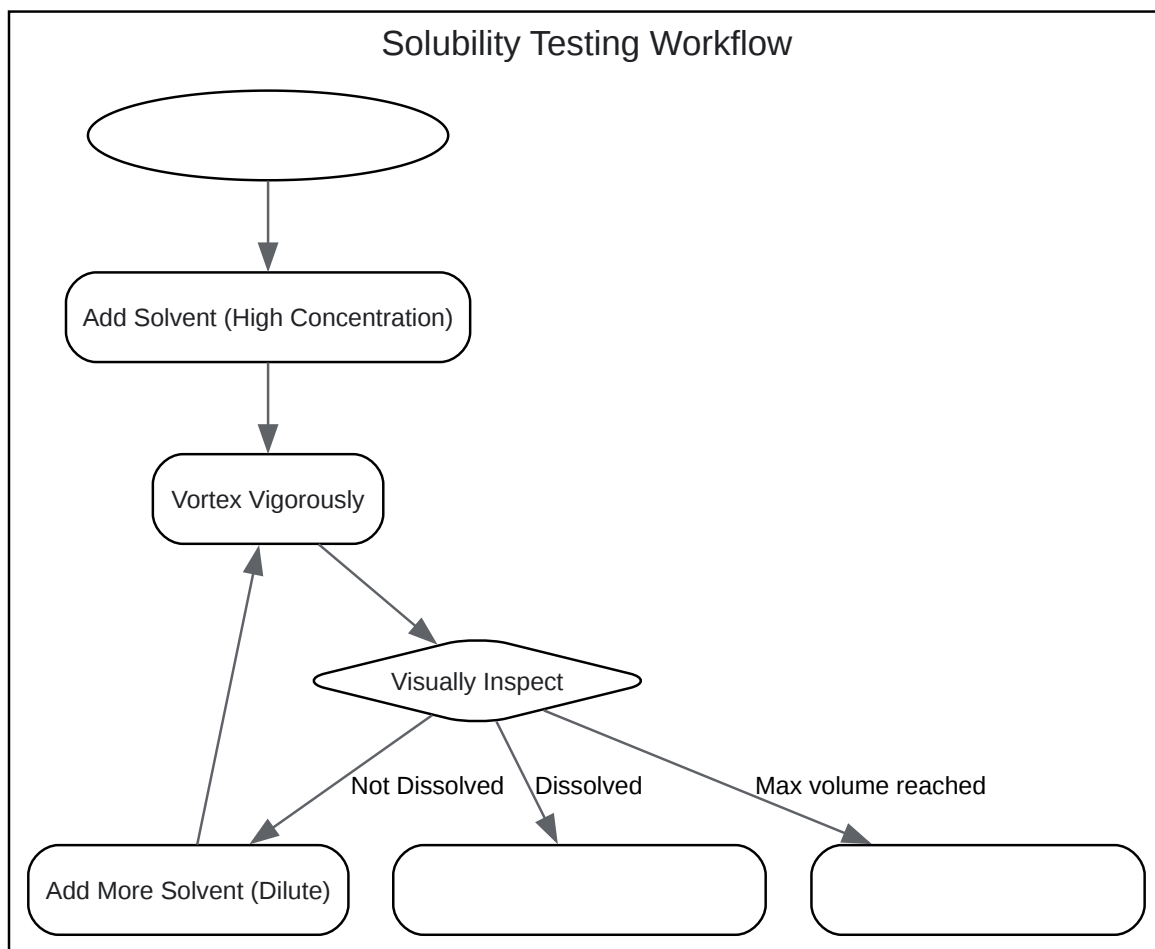 Solubility Testing Workflow
Add Solvent (High Concentration)
Vortex Vigorously
Visually Inspect
Not Dissolved
Dissolved
Max volume reached
Add More Solvent (Dilute)